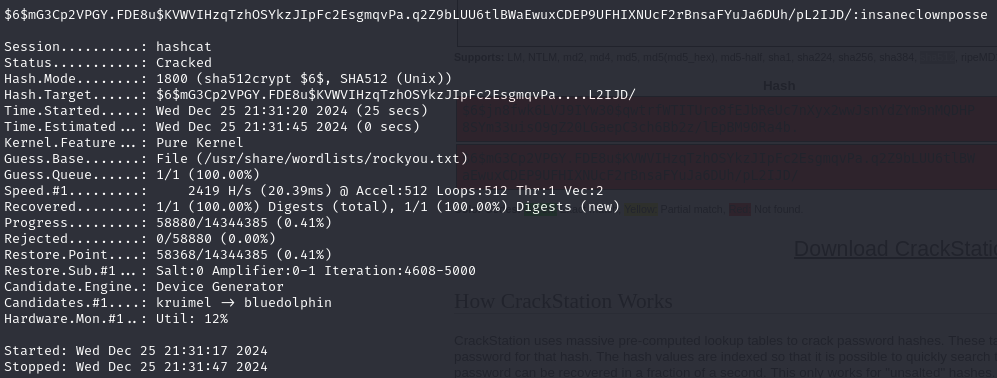 $6$mG3Cp2VPGY.FDE8u$KVWVIHzqTzhOSYkzJIpFc2EsgmqvPa.q2Z9bLUU6tlBWaEwuxCDEP9UFHIXNUcF2rBnsaFYuJa6DUh/pL2IJD/:insaneclownposse
Supports: LM, NTLM, md2, md4, md5, md5(md5_hex), md5-half, sha1, sha224, sha256, sha384, ripeMD
Session..........: hashcat
Status...........: Cracked
Hash
Hash.Mode........: 1800 (sha512crypt $6$, SHA512 (Unix))
Hash.Target......: $6$mG3Cp2VPGY.FDE8u$KVWVIHzqTzhOSYkzJIpFc2EsgmqvPa....L2IJD/
Time.Started.....: Wed Dec 25 21:31:20 2024 (25 secs)
Time.Estimated...: Wed Dec 25 21:31:45 2024 (0 secs)
Kernel.Feature...: Pure Kernel
Guess.Base.......: File (/usr/share/wordlists/rockyou.txt)
Guess.Queue......: 1/1 (100.00%)
Speed.#1.........:     2419 H/s (20.39ms) @ Accel:512 Loops:512 Thr:1 Vec:2
Recovered........: 1/1 (100.00%) Digests (total), 1/1 (100.00%) Digests (new)
Yellow: Partial match, Not found.
Progress.........: 58880/14344385 (0.41%)
Rejected.........: 0/58880 (0.00%)
Restore.Point....: 58368/14344385 (0.41%)
Download CrackStati
Restore.Sub.#1...: Salt:0 Amplifier:0-1 Iteration:4608-5000
Candidate.Engine.: Device Generator
Candidates.#1....: kruimel -> bluedolphin
How CrackStation Works
Hardware.Mon.#1..: Util: 12%
CrackStation uses massive pre-computed lookup tables to crack password hashes. These ta
Started: Wed Dec 25 21:31:17 2024
password for that hash. The hash values are indexed so that it is possible to quickly search
Stopped: Wed Dec 25 21:31:47 2024
password can be recovered in a fraction of a second. This only works for "unsalted" hashes.